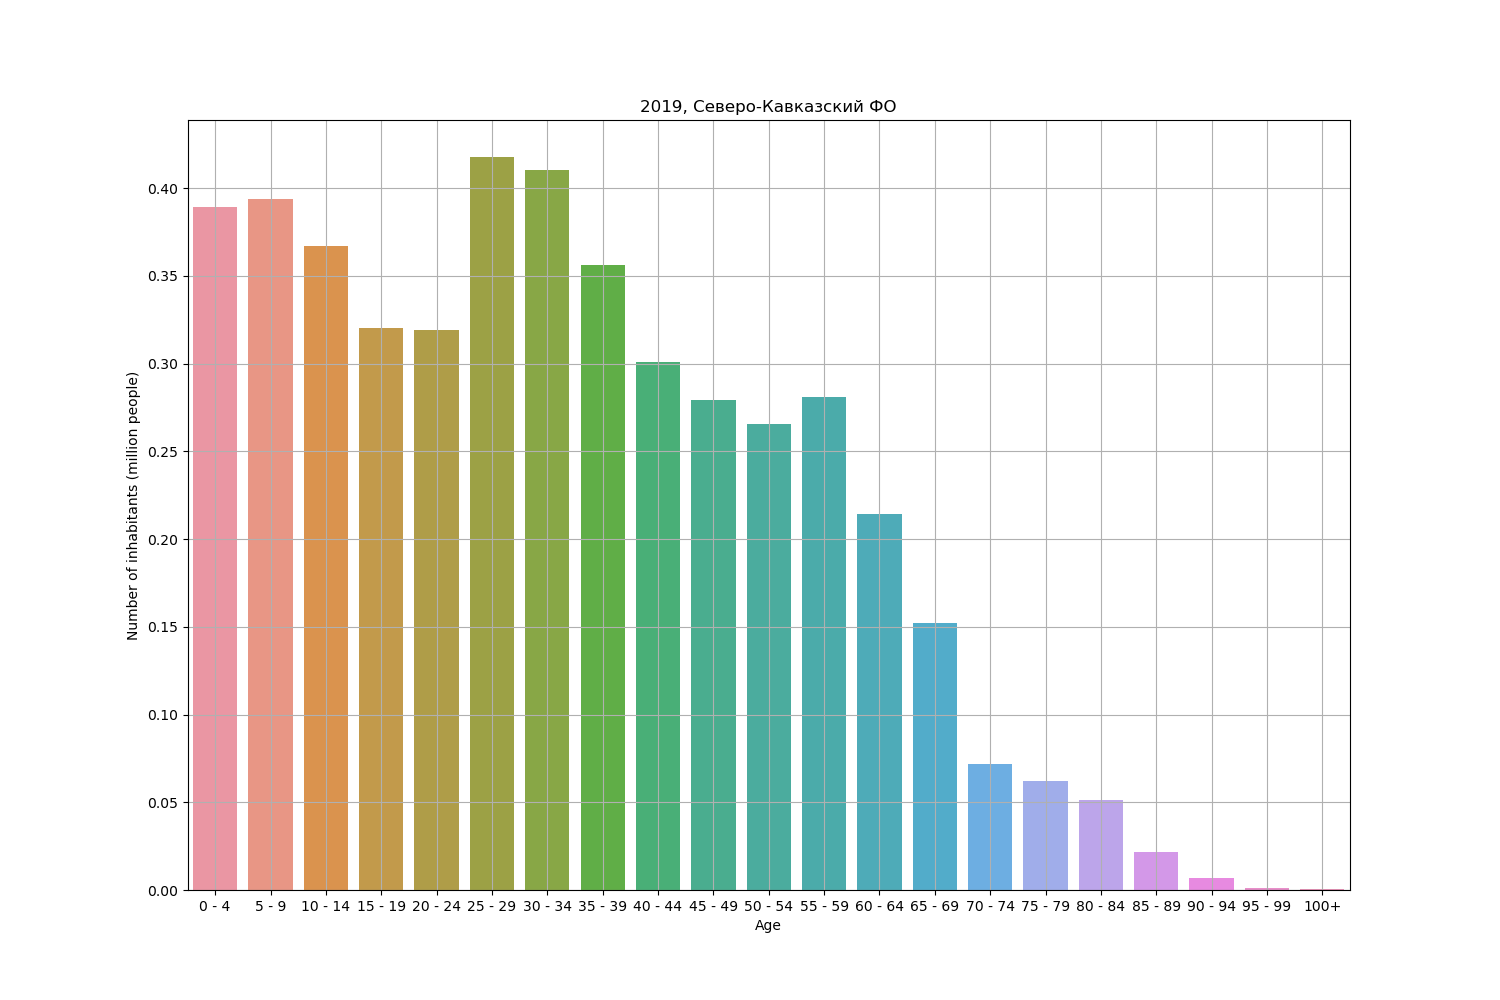 2019, Северо-Кавказский ФО
Number of inhabitants (million people)
0.40
0.35
0.30
0.25
0.20
0.15
0.10
0.05
0.00
0 - 4 5 - 9 10 - 14 15 - 19 20 - 24 25 - 29 30 - 34 35 - 39 40 - 44 45 - 49 50 - 54 55 - 59 60 - 64 65 - 69 70 - 74 75 - 79 80 - 84 85 - 89 90 - 94 95 - 99 100+
Age